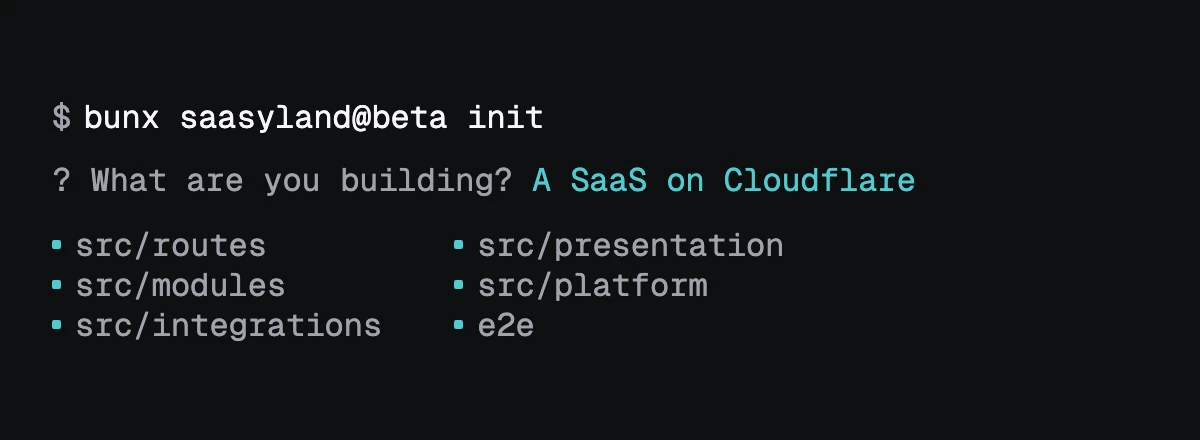 $ bunx saasyland@beta init
? What are you building? A SaaS on Cloudflare
src/routes
src/modules
src/integrations
src/presentation
src/platform
e2e